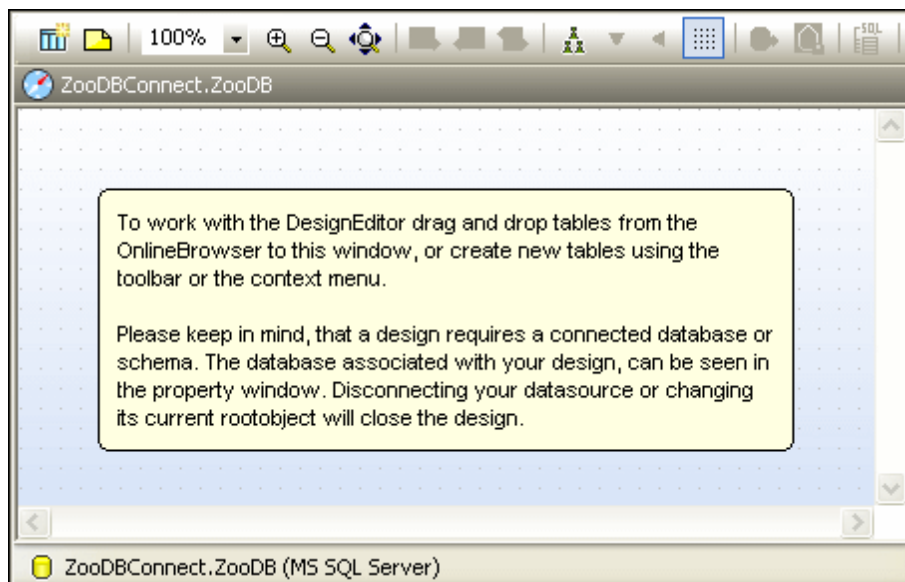 100%
SQL
ZooDBConnect.ZooDB
To work with the DesignEditor drag and drop tables from the
OnlineBrowser to this window, or create new tables using the
toolbar or the context menu.
Please keep in mind, that a design requires a connected database or
schema. The database associated with your design, can be seen in
the property window. Disconnecting your datasource or changing
its current rootobject will close the design.
ZooDBConnect.ZooDB (MS SQL Server)